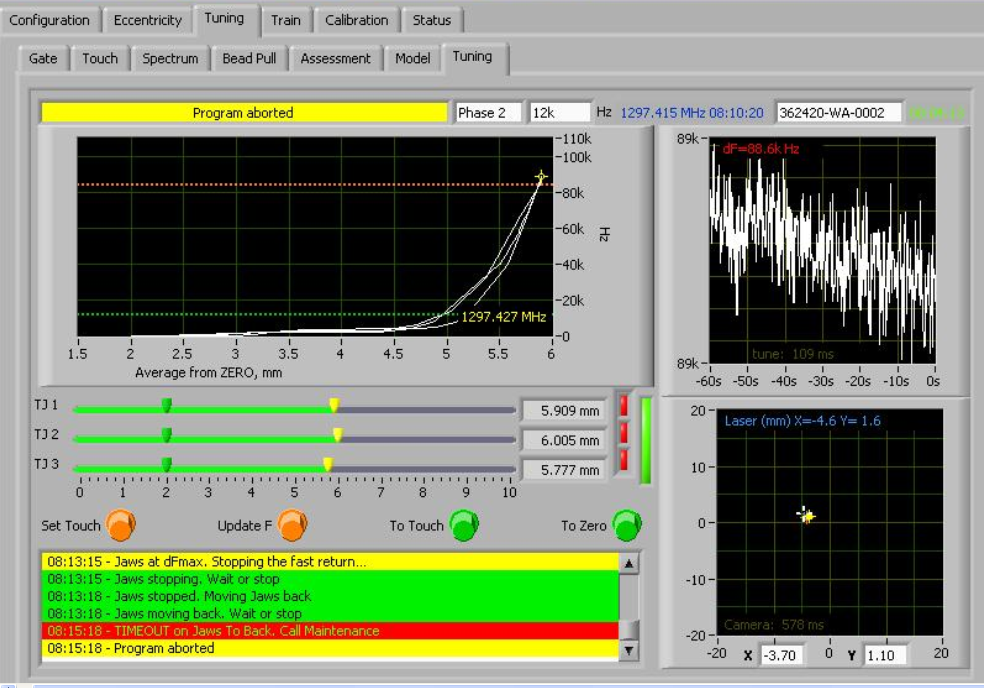 Configuration Eccentricity Tuning Train Calibration Status
Gate Touch Spectrum Bead Pull Assessment Model Tuning
Program aborted Phase 2 12k Hz 1297.415 MHz 08:10:20 362420-WA-0002
110k
100k
80k
60k
40k
20k
0
Hz
1297.427 MHz
1.5 2 2.5 3 3.5 4 4.5 5 5.5 6
Average from ZERO, mm
89k
dF=88.6k Hz
tune: 109 ms
89k
-60s -50s -40s -30s -20s -10s 0s
TJ 1 5.909 mm
TJ 2 6.005 mm
TJ 3 5.777 mm
0 1 2 3 4 5 6 7 8 9 10
Set Touch Update F To Touch To Zero
08:13:15 - Jaws at dFmax. Stopping the fast return...
08:13:15 - Jaws stopping. Wait or stop
08:13:18 - Jaws stopped. Moving Jaws back
08:13:18 - Jaws moving back. Wait or stop
08:15:18 - TIMEOUT on Jaws To Back. Call Maintenance
08:15:18 - Program aborted
20
Laser (mm) X=-4.6 Y= 1.6
10
0
-10
Camera: 578 ms
-20
-20 X -3.70 0 Y 1.10 20